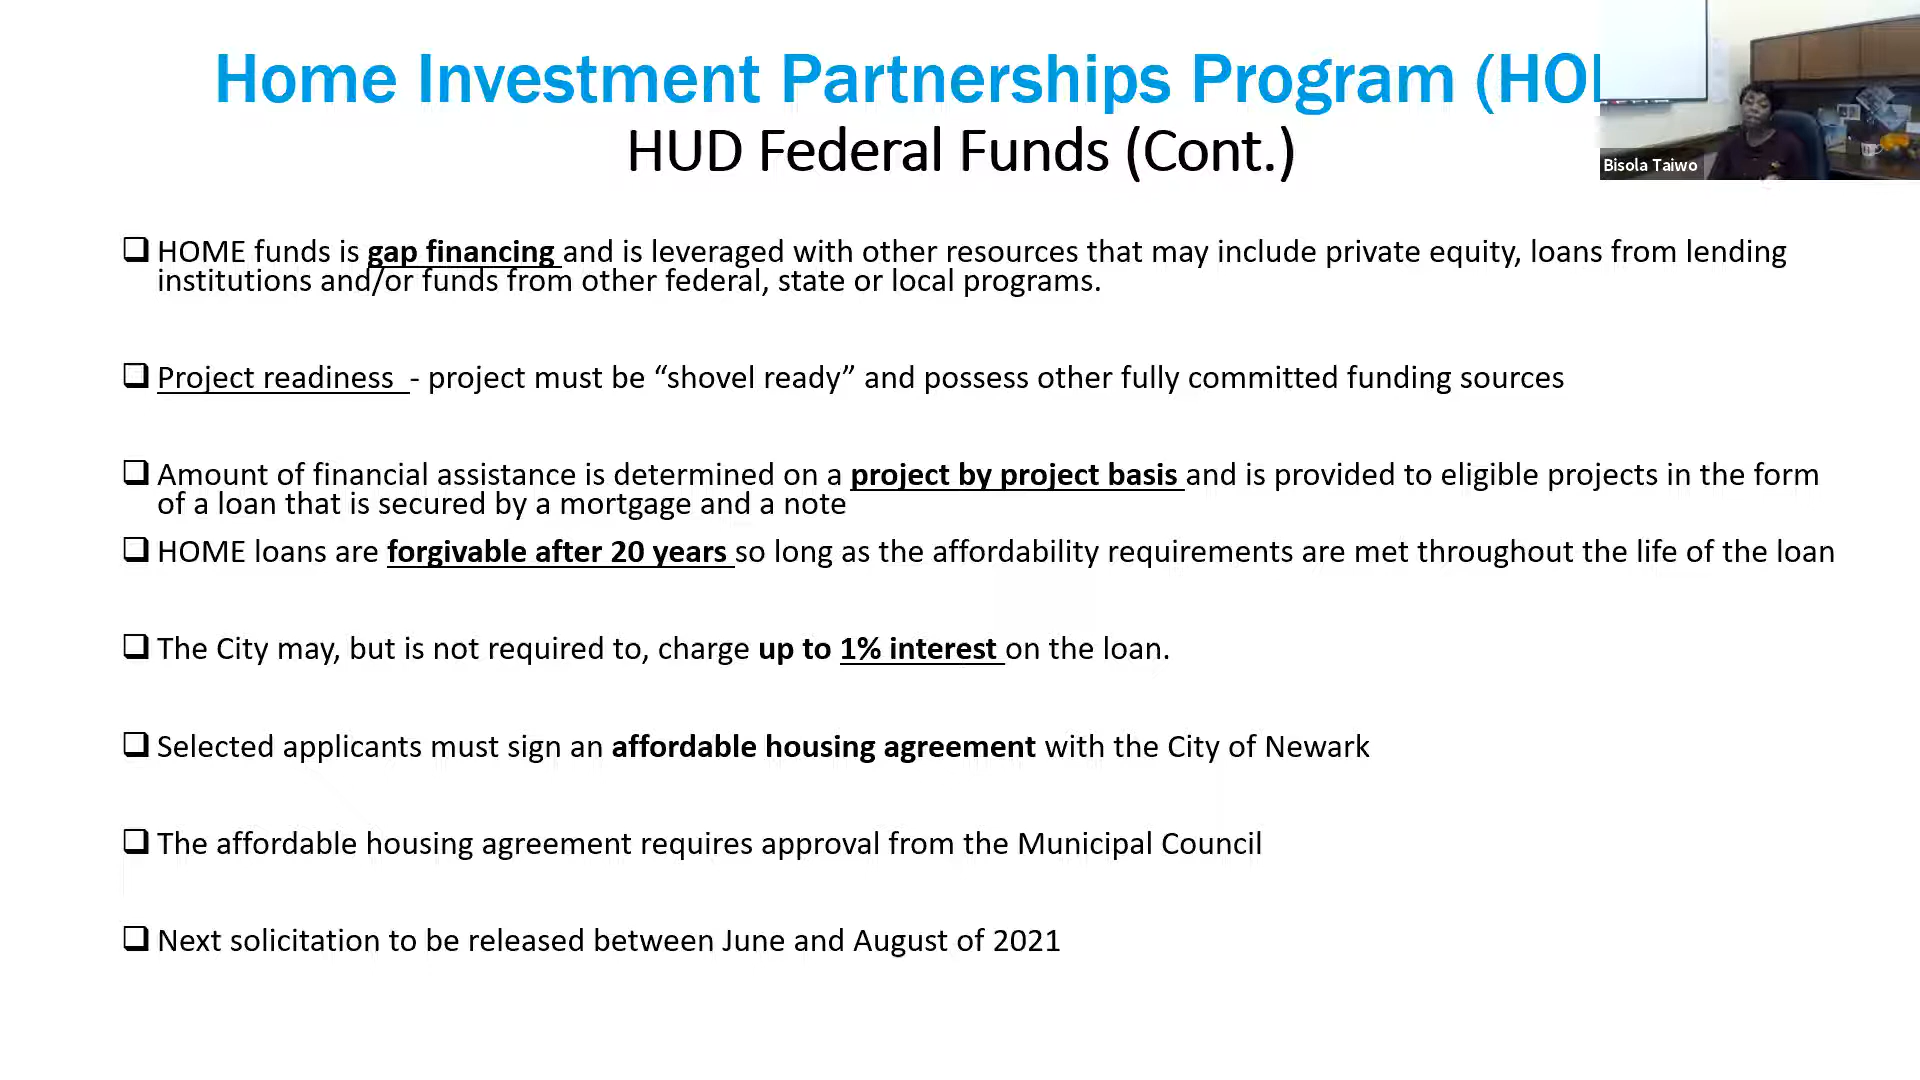 Home Investment Partnerships Program (HO
HUD Federal Funds (Cont.)
Bisola Taiwo
❑ HOME funds is gap financing and is leveraged with other resources that may include private equity, loans from lending
institutions and/or funds from other federal, state or local programs.
❑ Project readiness - project must be “shovel ready” and possess other fully committed funding sources
❑ Amount of financial assistance is determined on a project by project basis and is provided to eligible projects in the form
of a loan that is secured by a mortgage and a note
❑ HOME loans are forgivable after 20 years so long as the affordability requirements are met throughout the life of the loan
❑ The City may, but is not required to, charge up to 1% interest on the loan.
❑ Selected applicants must sign an affordable housing agreement with the City of Newark
❑ The affordable housing agreement requires approval from the Municipal Council
❑ Next solicitation to be released between June and August of 2021